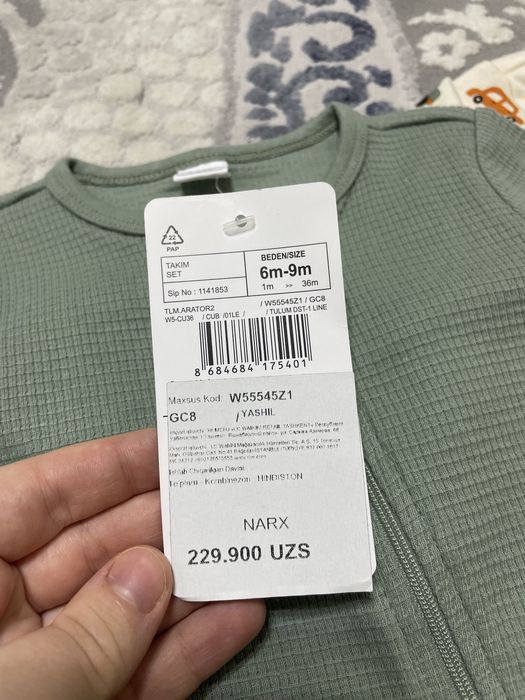 22
PAP
TAKIM
SET
BEDEN/SIZE
6m-9m
1m >> 36m
Sip No : 1141853
TLM.ARATOR2 / W55545Z1 / GC8
W5-CU36 / CUB /01LE / / TULUM DST-1 LINE
8 684684 175401
Maxsus Kod: W55545Z1
GC8 / YASHIL
Ishlab Chiqarilgan Davlat
Te plvim - Kombinezon - HINDISTON
NARX
229.900 UZS